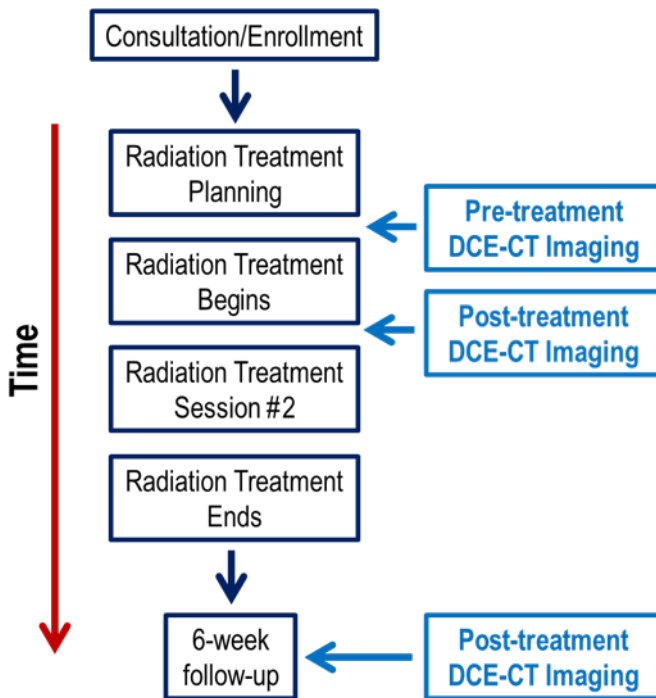 Consultation/Enrollment
Radiation Treatment
Planning
Pre-treatment
DCE-CT Imaging
Radiation Treatment
Begins
Post-treatment
DCE-CT Imaging
Time
Radiation Treatment
Session #2
Radiation Treatment
Ends
6-week
follow-up
Post-treatment
DCE-CT Imaging